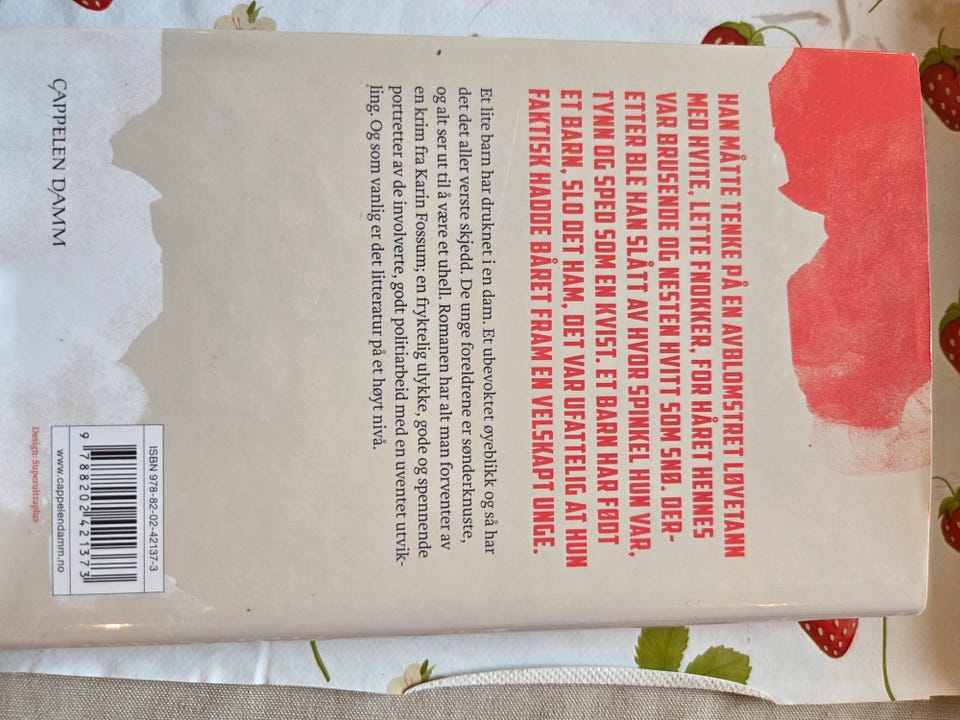 HAN MÅTTE TENKE PÅ EN AVBLOMSTRET LØVETANN
MED HVITE, LETTE FNOKKER, FOR HÅRET HENNES
VAR BRUSENDE OG NESTEN HVITT SOM SNØ. DER-
ETTER BLE HAN SLÅTT AV HVOR SPINKEL HUN VAR,
TYNN OG SPED SOM EN KVIST. ET BARN HAR FØDT
ET BARN, SLO DET HAM, DET VAR UFATTELIG AT HUN
FAKTISK HADDE BÅRET FRAM EN VELSKAPT UNGE.
Et lite barn har druknet i en dam. Et ubevoktet øyeblikk og så har
det det aller verste skjedd. De unge foreldrene er sønderknuste,
og alt ser ut til å være et uhell. Romanen har alt man forventer av
en krim fra Karin Fossum; en fryktelig ulykke, gode og spennende
portretter av de involverte, godt politiarbeid med en uventet utvik-
ling. Og som vanlig er det litteratur på et høyt nivå.
CAPPELEN DAMM
ISBN 978-82-02-42137-3
9 788202 421373
www.cappelendamm.no
Design: Superultraplus